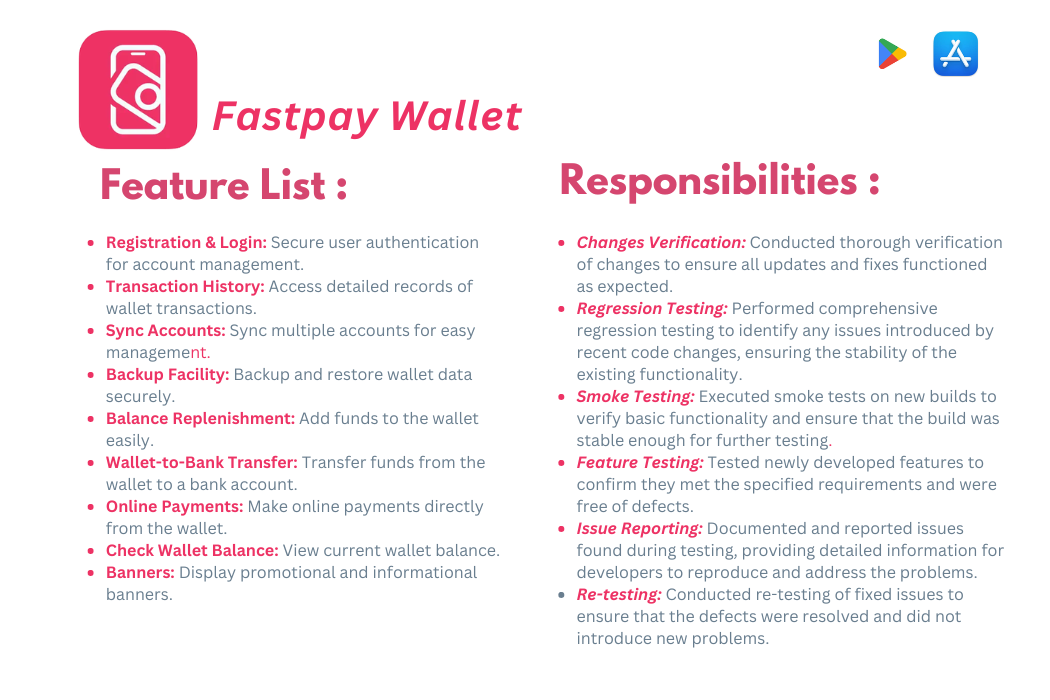 Fastpay Wallet
Feature List :
• Registration & Login: Secure user authentication
for account management.
• Transaction History: Access detailed records of
wallet transactions.
• Sync Accounts: Sync multiple accounts for easy
management.
• Backup Facility: Backup and restore wallet data
securely.
• Balance Replenishment: Add funds to the wallet
easily.
• Wallet-to-Bank Transfer: Transfer funds from the
wallet to a bank account.
• Online Payments: Make online payments directly
from the wallet.
• Check Wallet Balance: View current wallet balance.
• Banners: Display promotional and informational
banners.
Responsibilities :
• Changes Verification: Conducted thorough verification
of changes to ensure all updates and fixes functioned
as expected.
• Regression Testing: Performed comprehensive
regression testing to identify any issues introduced by
recent code changes, ensuring the stability of the
existing functionality.
• Smoke Testing: Executed smoke tests on new builds to
verify basic functionality and ensure that the build was
stable enough for further testing.
• Feature Testing: Tested newly developed features to
confirm they met the specified requirements and were
free of defects.
• Issue Reporting: Documented and reported issues
found during testing, providing detailed information for
developers to reproduce and address the problems.
• Re-testing: Conducted re-testing of fixed issues to
ensure that the defects were resolved and did not
introduce new problems.